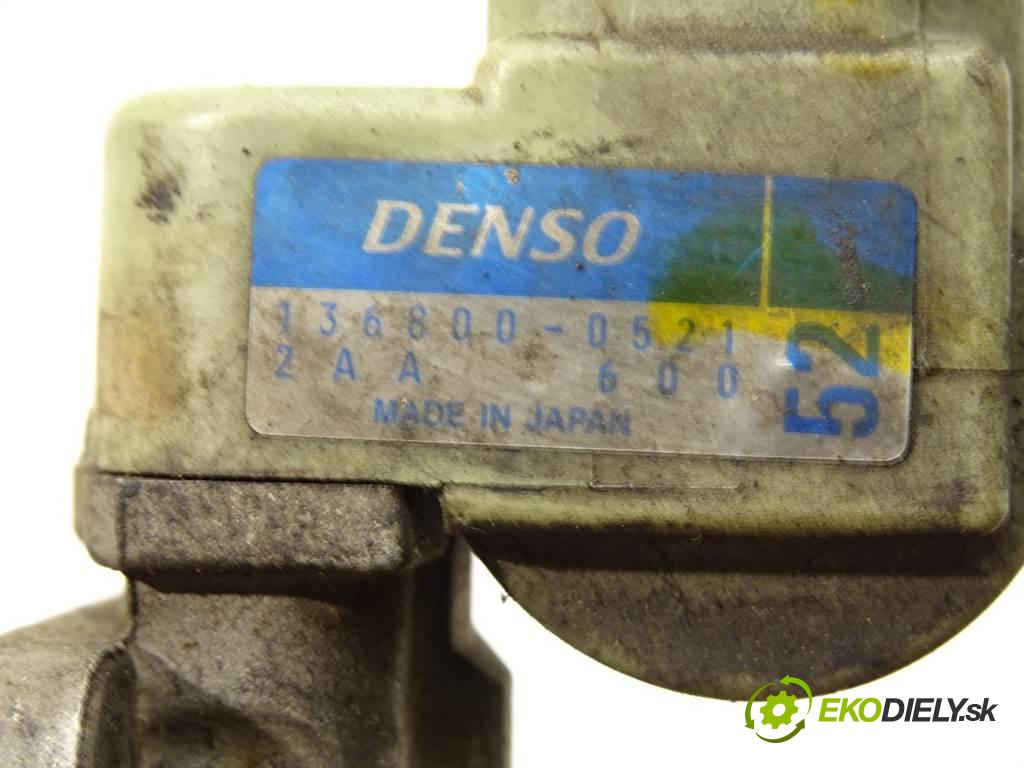 DENSO
136800-0521
2AA 600
MADE IN JAPAN
52
EKODIELY.sk